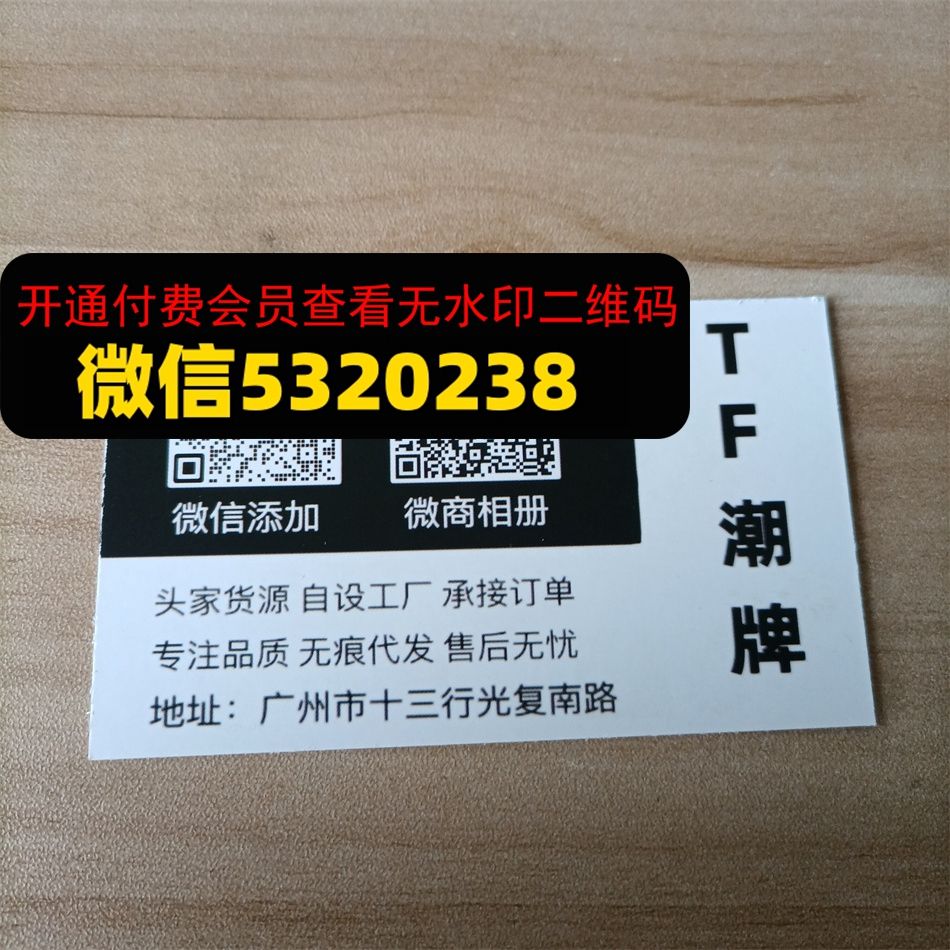 开通付费会员查看无水印二维码
微信5320238
微信添加
微商相册
头家货源 自设工厂 承接订单
专注品质 无痕代发 售后无忧
地址：广州市十三行光复南路
TF潮牌